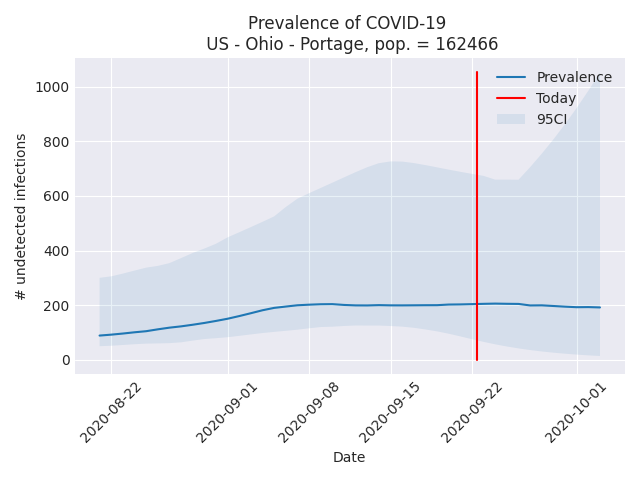 Prevalence of COVID-19
US - Ohio - Portage, pop. = 162466
Prevalence
Today
95CI
# undetected infections
1000
800
600
400
200
0
2020-08-22
2020-09-01
2020-09-08
2020-09-15
2020-09-22
2020-10-01
Date